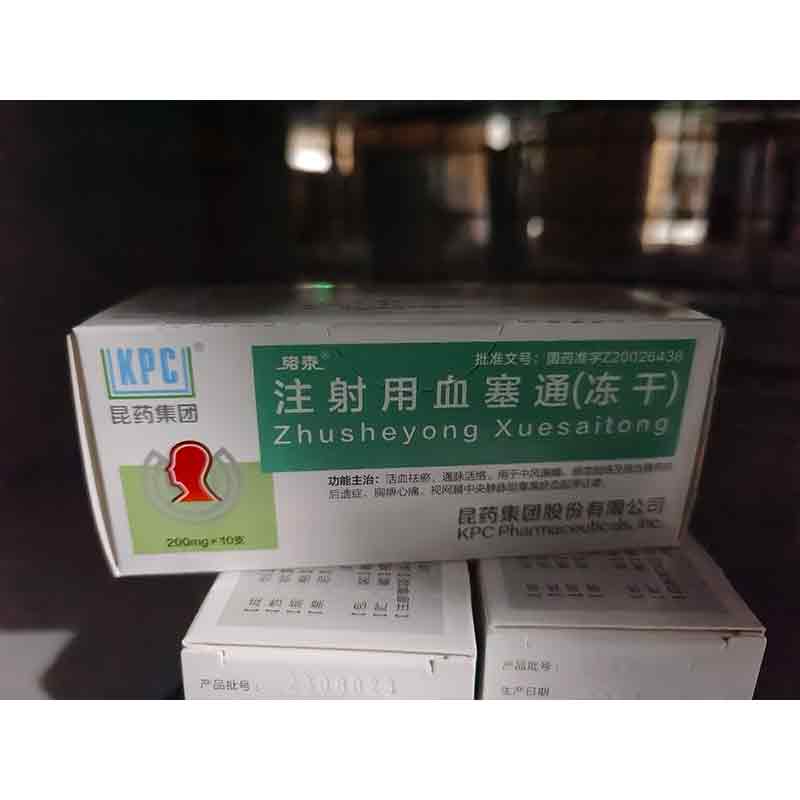 KPC®
昆药集团
200mg×10支
络泰®
批准文号：国药准字Z20026438
注射用血塞通(冻干)
Zhusheyong Xuesaitong
功能主治：活血祛瘀，通脉活络。用于中风偏瘫、
后遗症，胸痹心痛，视网膜中央静脉阻塞属瘀血阻滞证者。
昆药集团股份有限公司
KPC Pharmaceuticals, Inc.
产品批号：
产品批号：
生产日期